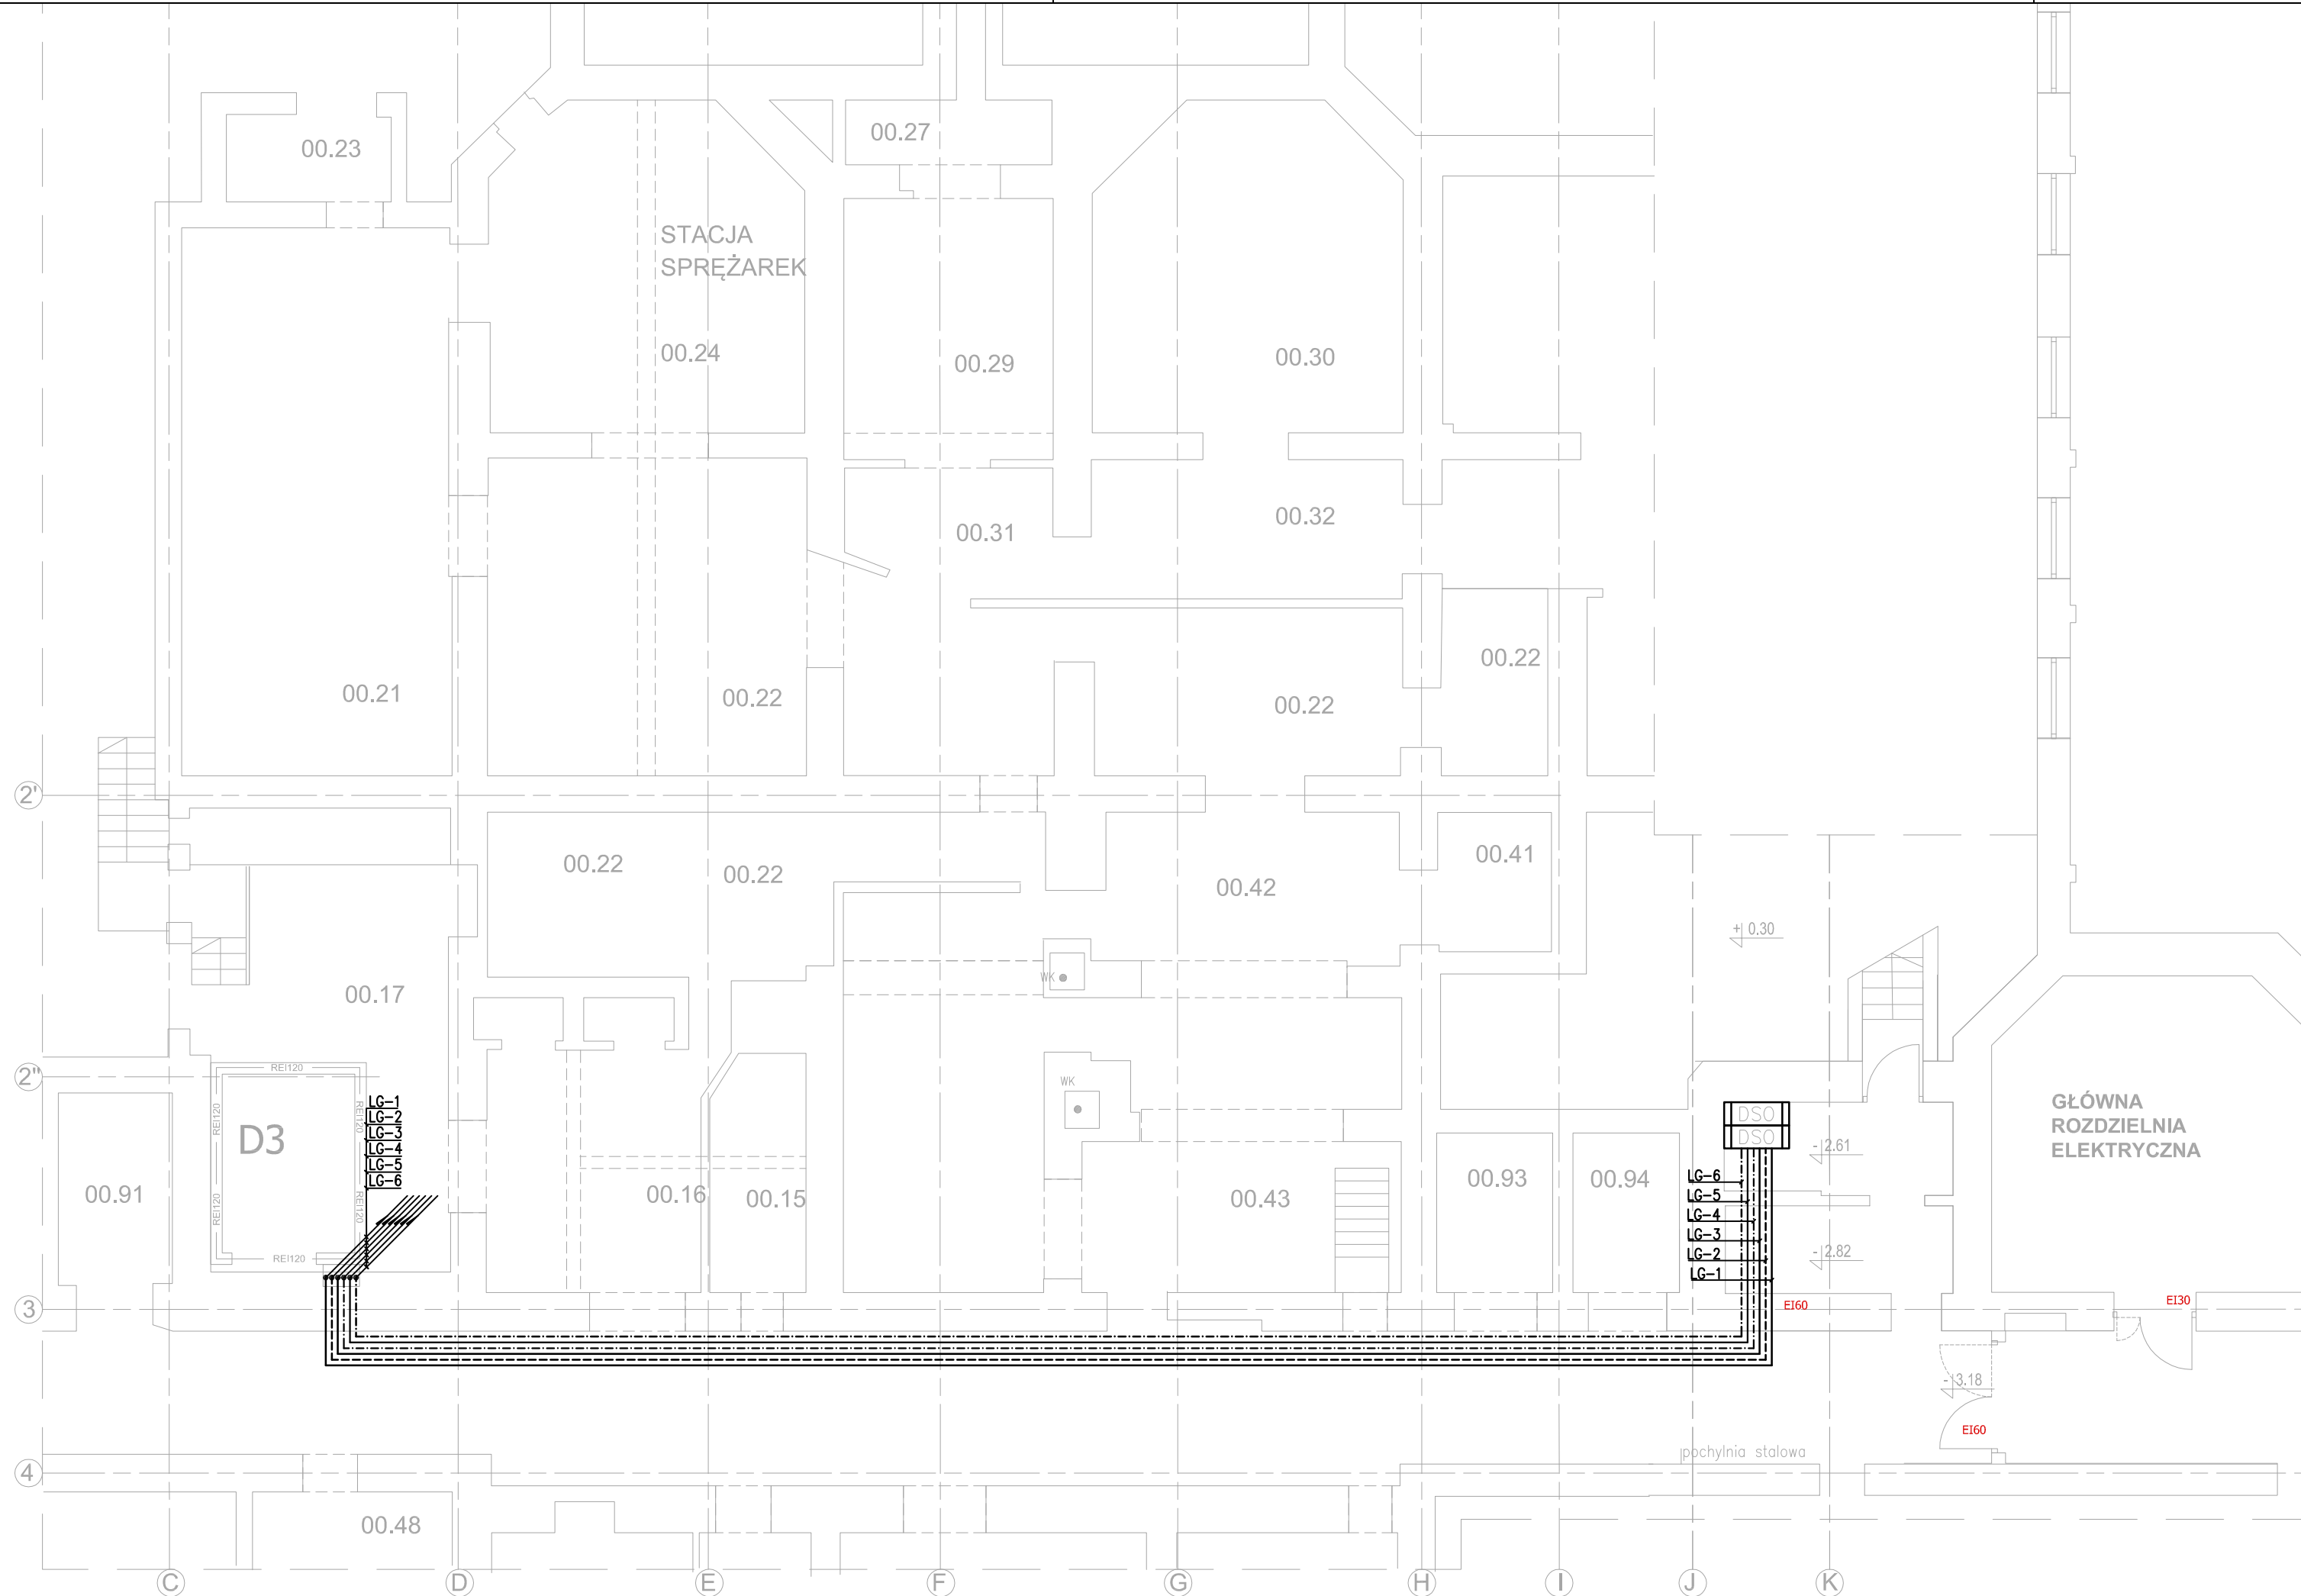 00.27
00.23
STACJA
SPRĘŻAREK
00.24
00.29
00.30
00.31
00.32
00.22
00.21
00.22
00.22
2'
00.22
00.22
00.41
00.42
+ 0.30
WK
00.17
2"
REI120
WK
REI120
REI120
LG-1
LG-2
LG-3
LG-4
LG-5
LG-6
D3
DSO
DSO
GŁÓWNA
ROZDZIELNIA
ELEKTRYCZNA
- 2.61
00.91
REI120
REI120
00.16
00.15
00.43
00.93
00.94
LG-6
LG-5
LG-4
LG-3
LG-2
LG-1
- 2.82
REI120
3
EI60
EI30
- 3.18
EI60
pochylnia stalowa
4
00.48
C
D
E
F
G
H
I
J
K